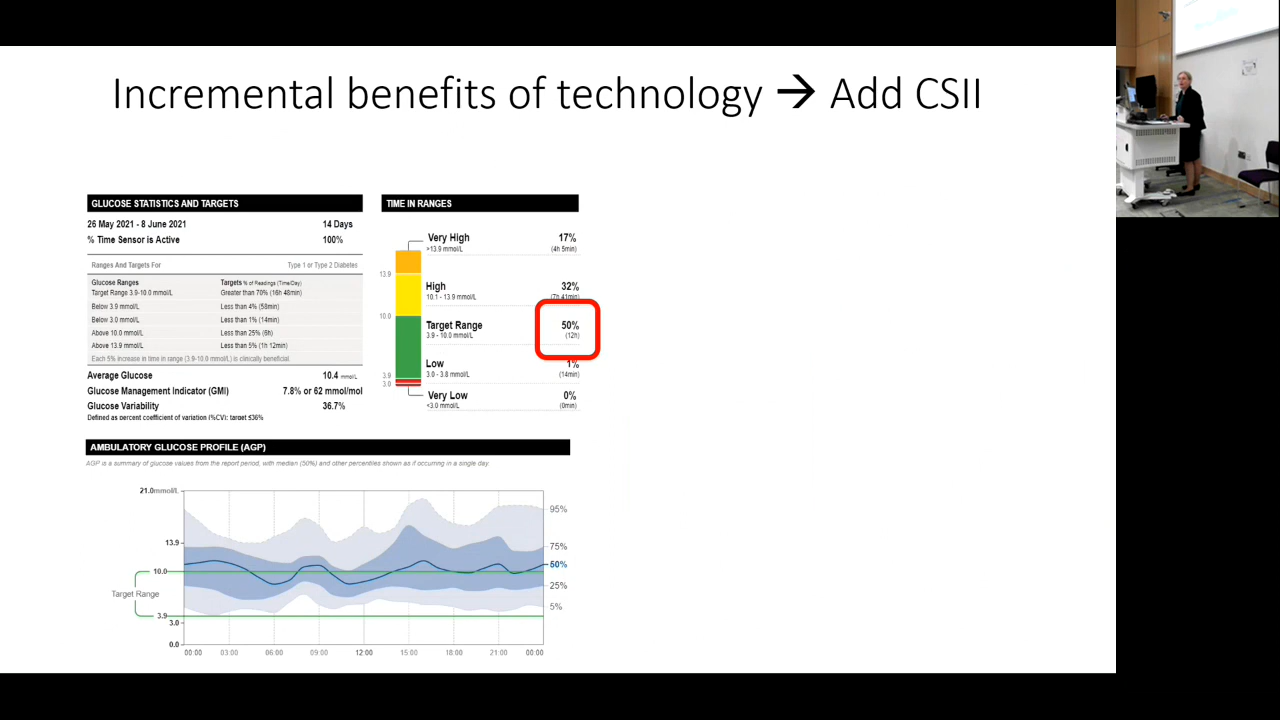 Incremental benefits of technology → Add CSII
GLUCOSE STATISTICS AND TARGETS
26 May 2021 - 8 June 2021 14 Days
% Time Sensor is Active 100%
Ranges And Targets For Type 1 or Type 2 Diabetes
Glucose Ranges Targets % of Readings (Time/Day)
Target Range 3.9-10.0 mmol/L Greater than 70% (16h 48min)
Below 3.9 mmol/L Less than 4% (58min)
Below 3.0 mmol/L Less than 1% (14min)
Above 10.0 mmol/L Less than 25% (6h)
Above 13.9 mmol/L Less than 5% (1h 12min)
Each 5% increase in time in range (3.9-10.0 mmol/L) is clinically beneficial.
Average Glucose 10.4 mmol/L
Glucose Management Indicator (GMI) 7.8% or 62 mmol/mol
Glucose Variability 36.7%
Defined as percent coefficient of variation (%CV); target ≤36%
TIME IN RANGES
Very High 17%
>13.9 mmol/L (4h 5min)
13.9
High 32%
10.1 - 13.9 mmol/L (7h 41min)
10.0
Target Range 50%
3.9 - 10.0 mmol/L (12h)
Low 1%
3.9
3.0 - 3.8 mmol/L (14min)
3.0
Very Low 0%
<3.0 mmol/L (0min)
AMBULATORY GLUCOSE PROFILE (AGP)
AGP is a summary of glucose values from the report period, with median (50%) and other percentiles shown as if occurring in a single day.
21.0mmol/L
95%
13.9
75%
50%
10.0
25%
Target Range
5%
3.9
3.0
0.0
00:00 03:00 06:00 09:00 12:00 15:00 18:00 21:00 00:00